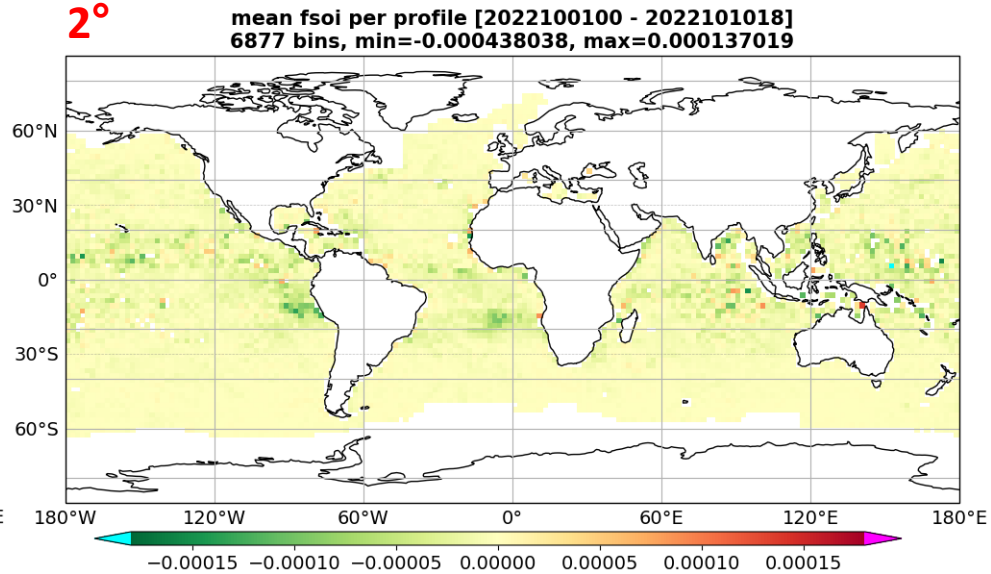 2°
mean fsoi per profile [2022100100 - 2022101018]
6877 bins, min=-0.000438038, max=0.000137019
60°N
30°N
0°
30°S
60°S
E 180°W 120°W 60°W 0° 60°E 120°E 180°E
−0.00015 −0.00010 −0.00005 0.00000 0.00005 0.00010 0.00015